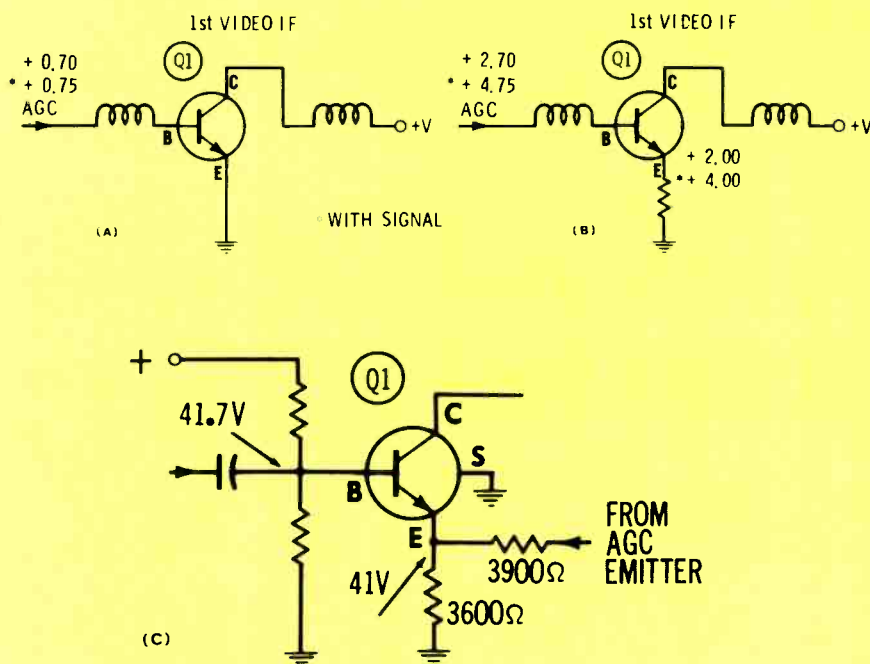 1st VIDEO IF
+ 0.70
* + 0.75
AGC
Q1
C
B
E
+V
(A)
* WITH SIGNAL
1st VIDEO IF
+ 2.70
* + 4.75
AGC
Q1
C
B
E
+V
+ 2.00
* + 4.00
(B)
+
Q1
41.7V
C
S
B
E
FROM
AGC
EMITTER
3900Ω
41V
3600Ω
(C)